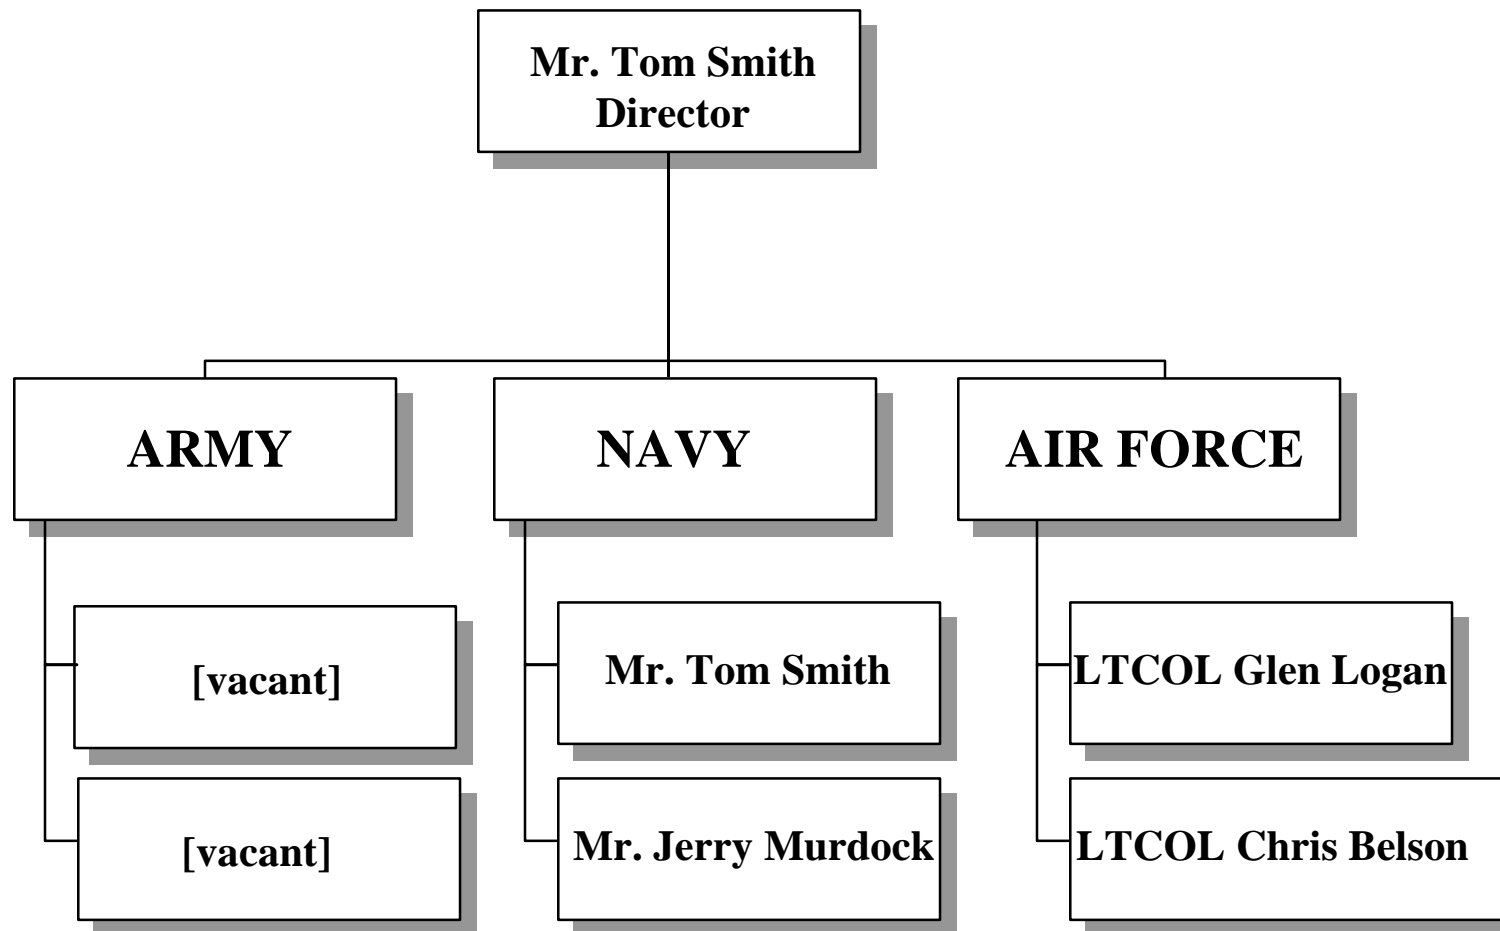 Mr. Tom Smith
Director
ARMY
NAVY
AIR FORCE
[vacant]
Mr. Tom Smith
LTCOL Glen Logan
[vacant]
Mr. Jerry Murdock
LTCOL Chris Belson